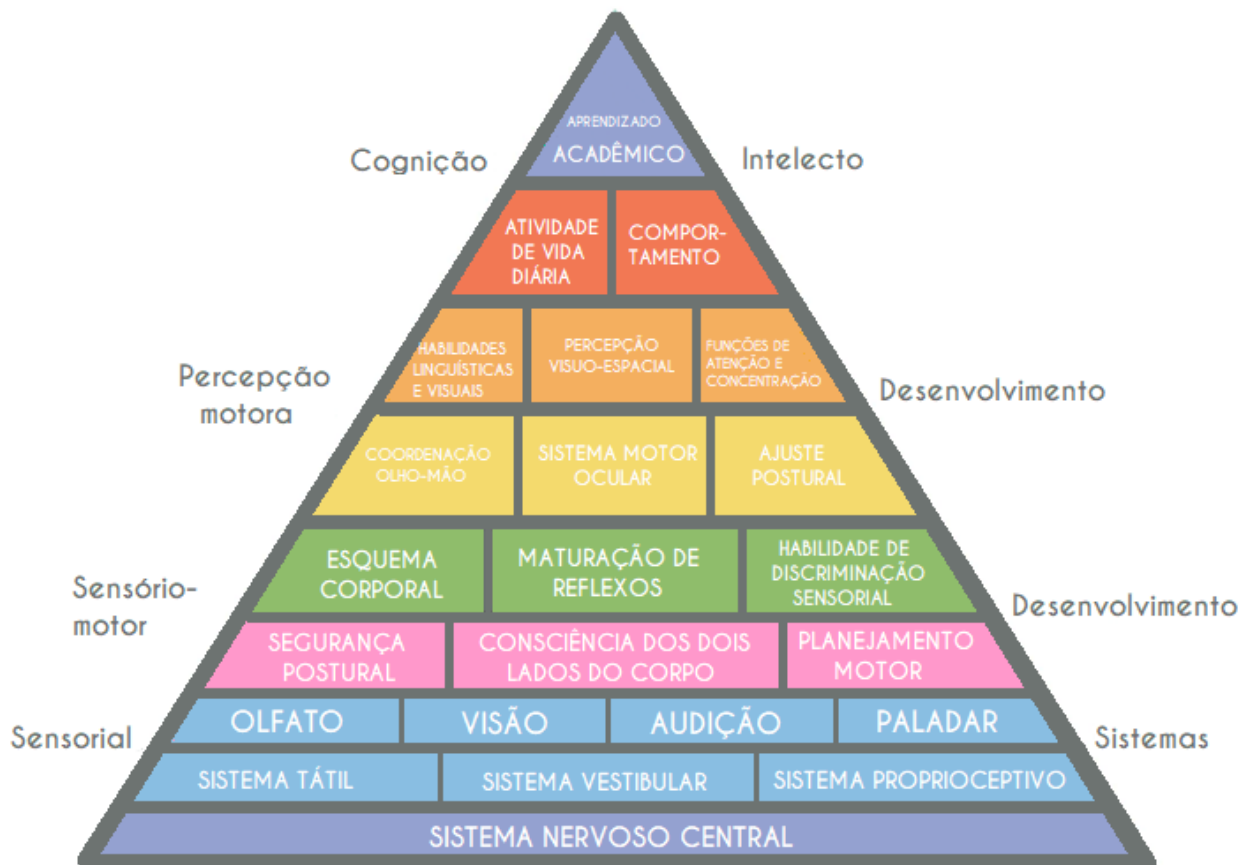 APRENDIZADO
ACADÊMICO
Cognição
Intelecto
ATIVIDADE
DE VIDA
DIÁRIA
COMPOR-
TAMENTO
Percepção
motora
HABILIDADES
LINGUÍSTICAS
E VISUAIS
PERCEPÇÃO
VISUO-ESPACIAL
FUNÇÕES DE
ATENÇÃO E
CONCENTRAÇÃO
Desenvolvimento
COORDENAÇÃO
OLHO-MÃO
SISTEMA MOTOR
OCULAR
AJUSTE
POSTURAL
Sensório-
motor
ESQUEMA
CORPORAL
MATURAÇÃO DE
REFLEXOS
HABILIDADE DE
DISCRIMINAÇÃO
SENSORIAL
Desenvolvimento
SEGURANÇA
POSTURAL
CONSCIÊNCIA DOS DOIS
LADOS DO CORPO
PLANEJAMENTO
MOTOR
Sensorial
OLFATO
VISÃO
AUDIÇÃO
PALADAR
Sistemas
SISTEMA TÁTIL
SISTEMA VESTIBULAR
SISTEMA PROPRIOCEPTIVO
SISTEMA NERVOSO CENTRAL